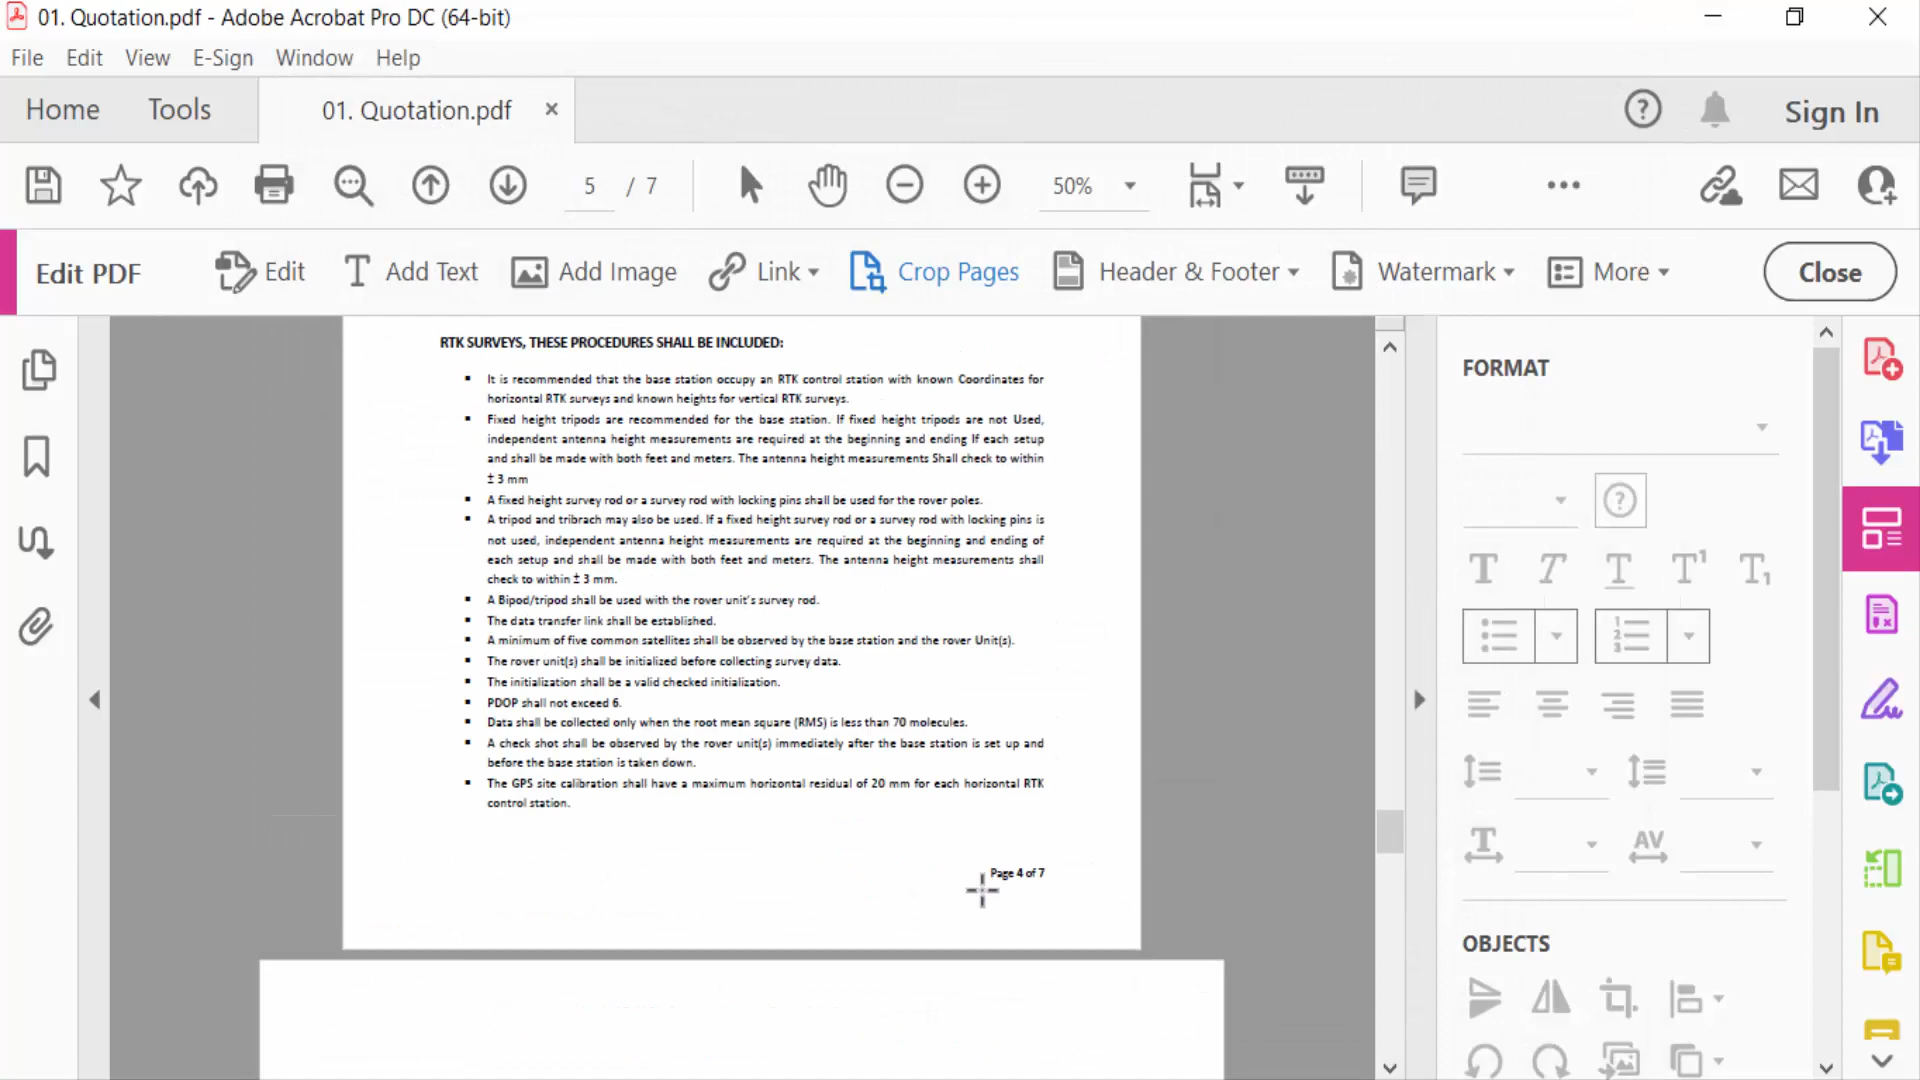 01. Quotation.pdf - Adobe Acrobat Pro DC (64-bit)
File Edit View E-Sign Window Help
Home Tools 01. Quotation.pdf × Sign In
5 / 7 50%
Edit PDF Edit Add Text Add Image Link Crop Pages Header & Footer Watermark More Close
RTK SURVEYS, THESE PROCEDURES SHALL BE INCLUDED:
▪ It is recommended that the base station occupy an RTK control station with known Coordinates for
horizontal RTK surveys and known heights for vertical RTK surveys.
▪ Fixed height tripods are recommended for the base station. If fixed height tripods are not Used,
independent antenna height measurements are required at the beginning and ending If each setup
and shall be made with both feet and meters. The antenna height measurements Shall check to within
± 3 mm
▪ A fixed height survey rod or a survey rod with locking pins shall be used for the rover poles.
▪ A tripod and tribrach may also be used. If a fixed height survey rod or a survey rod with locking pins is
not used, independent antenna height measurements are required at the beginning and ending of
each setup and shall be made with both feet and meters. The antenna height measurements shall
check to within ± 3 mm.
▪ A Bipod/tripod shall be used with the rover unit's survey rod.
▪ The data transfer link shall be established.
▪ A minimum of five common satellites shall be observed by the base station and the rover Unit(s).
▪ The rover unit(s) shall be initialized before collecting survey data.
▪ The initialization shall be a valid checked initialization.
▪ PDOP shall not exceed 6.
▪ Data shall be collected only when the root mean square (RMS) is less than 70 molecules.
▪ A check shot shall be observed by the rover unit(s) immediately after the base station is set up and
before the base station is taken down.
▪ The GPS site calibration shall have a maximum horizontal residual of 20 mm for each horizontal RTK
control station.
Page 4 of 7
FORMAT
OBJECTS